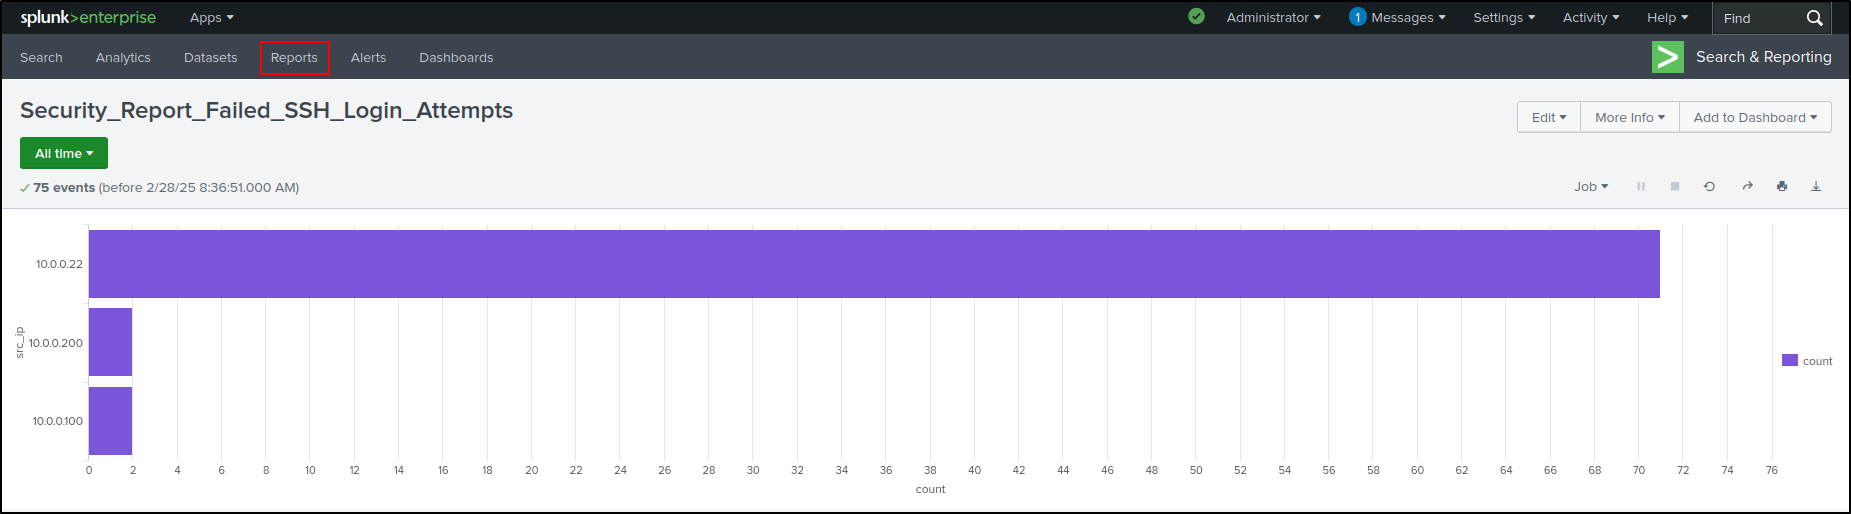 splunk>enterprise Apps Administrator 1 Messages Settings Activity Help Find
Search Analytics Datasets Reports Alerts Dashboards Search & Reporting
Security_Report_Failed_SSH_Login_Attempts
Edit More Info Add to Dashboard
All time
75 events (before 2/28/25 8:36:51.000 AM)
Job
10.0.0.22
src_ip
10.0.0.200
count
10.0.0.100
0 2 4 6 8 10 12 14 16 18 20 22 24 26 28 30 32 34 36 38 40 42 44 46 48 50 52 54 56 58 60 62 64 66 68 70 72 74 76
count